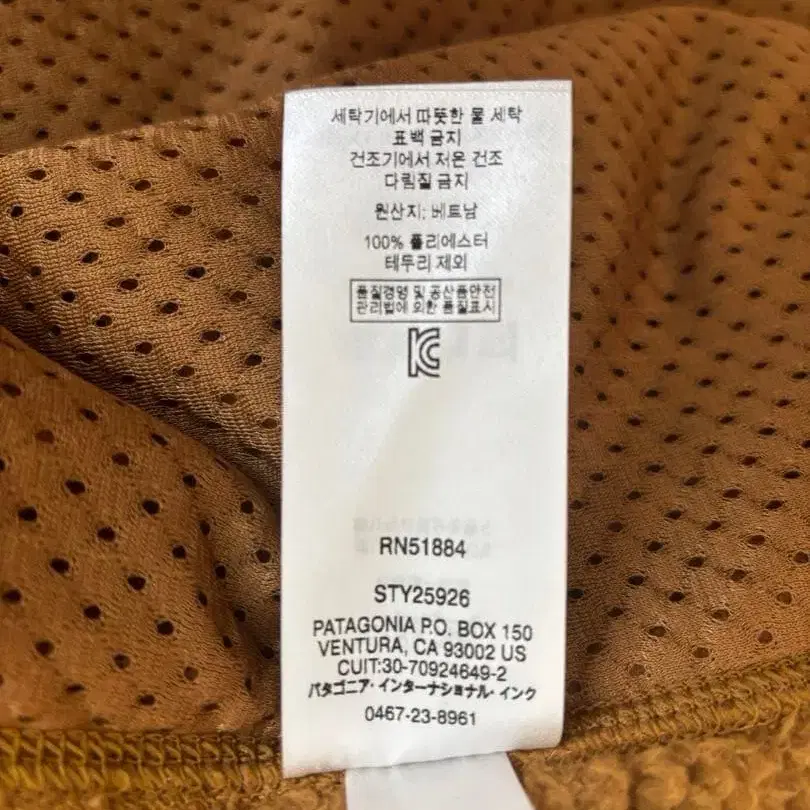 세탁기에서 따뜻한 물 세탁
표백 금지
건조기에서 저온 건조
다림질 금지
원산지: 베트남
100% 폴리에스터
테두리 제외
품질경영 및 공산품안전
관리법에 의한 품질표시
KC
RN51884
STY25926
PATAGONIA P.O. BOX 150
VENTURA, CA 93002 US
CUIT:30-70924649-2
パタゴニア・インターナショナル・インク
0467-23-8961